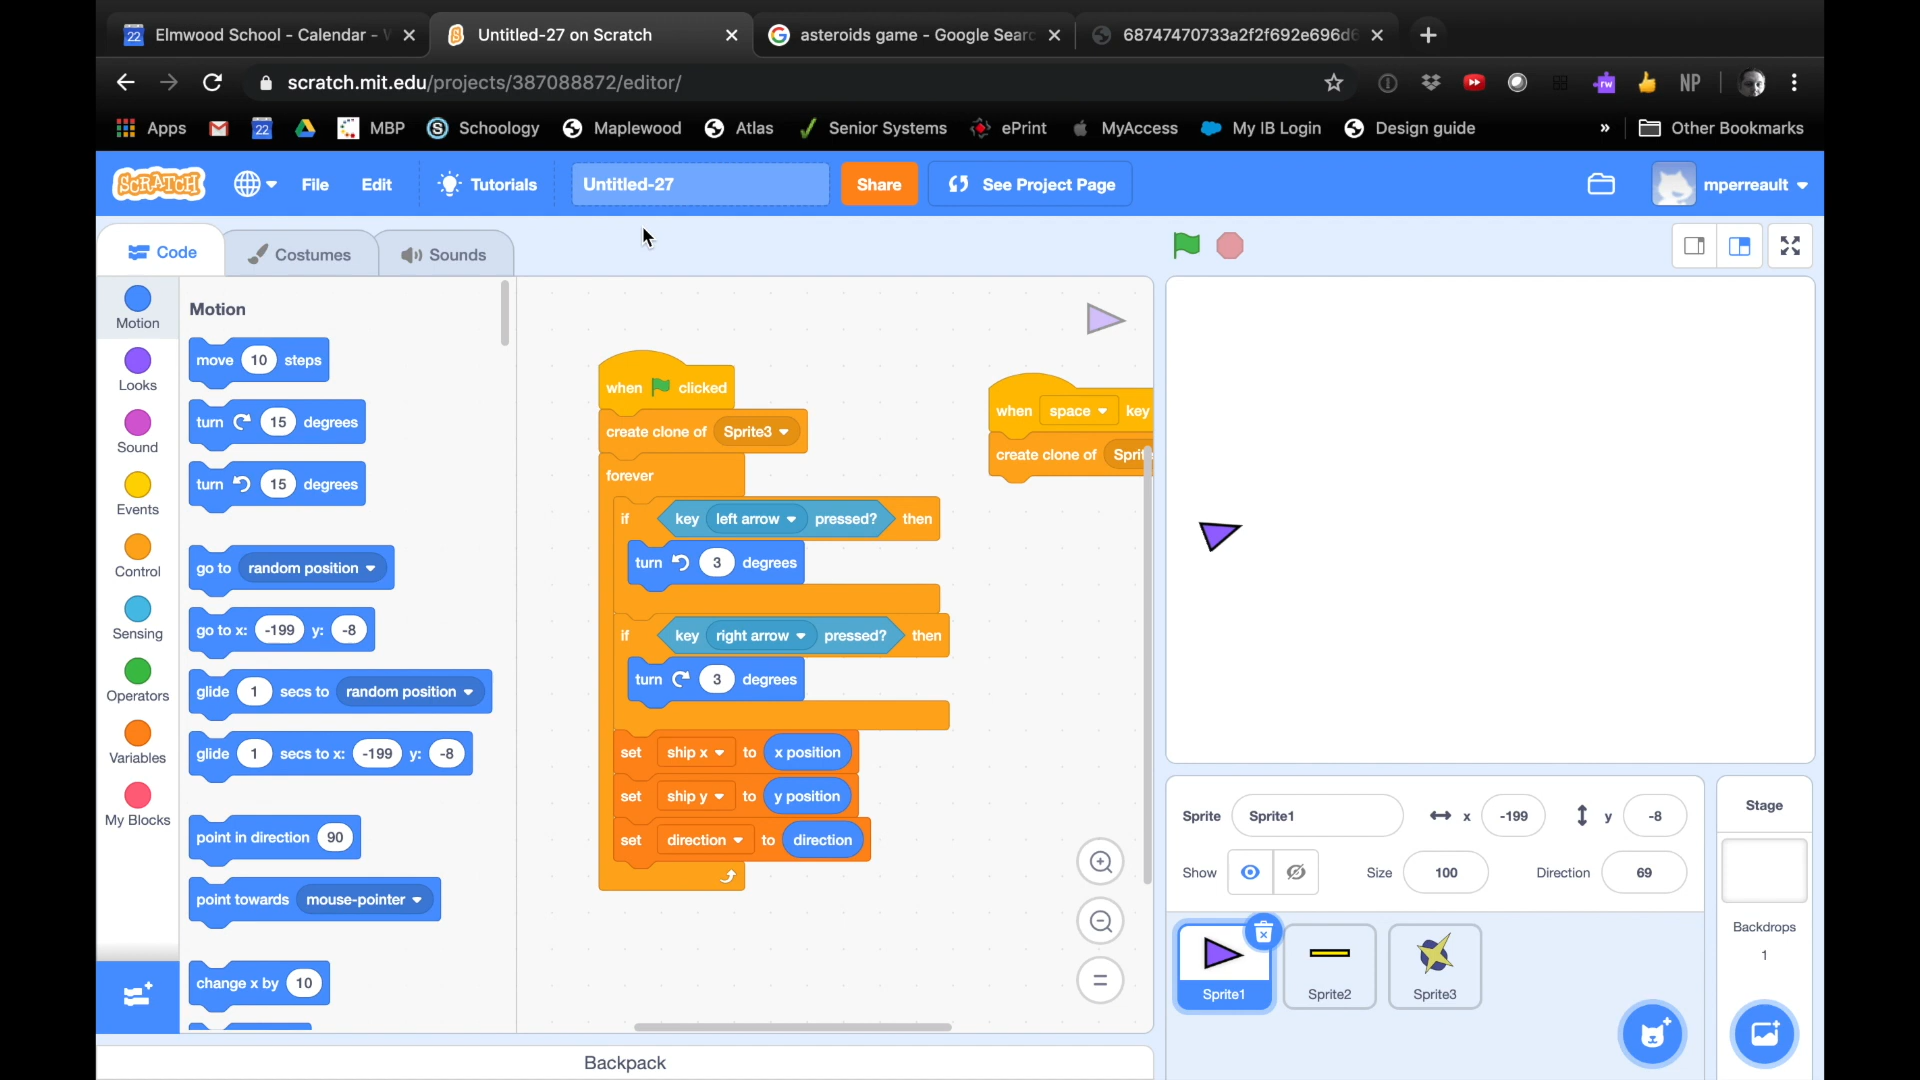 22 Elmwood School - Calendar -
Untitled-27 on Scratch
asteroids game - Google Sear
68747470733a2f2f692e696d6
scratch.mit.edu/projects/387088872/editor/
rw
NP
Apps
22
MBP
Schoology
Maplewood
Atlas
Senior Systems
ePrint
MyAccess
My IB Login
Design guide
»
Other Bookmarks
SCRATCH
File
Edit
Tutorials
Untitled-27
Share
See Project Page
mperreault
Code
Costumes
Sounds
Motion
Looks
Sound
Events
Control
Sensing
Operators
Variables
My Blocks
Motion
move 10 steps
turn 15 degrees
turn 15 degrees
go to random position
go to x: -199 y: -8
glide 1 secs to random position
glide 1 secs to x: -199 y: -8
point in direction 90
point towards mouse-pointer
change x by 10
when clicked
create clone of Sprite3
forever
if key left arrow pressed? then
turn 3 degrees
if key right arrow pressed? then
turn 3 degrees
set ship x to x position
set ship y to y position
set direction to direction
when space key
create clone of Sprit
Backpack
Sprite Sprite1 x -199 y -8
Show Size 100 Direction 69
Sprite1
Sprite2
Sprite3
Stage
Backdrops
1